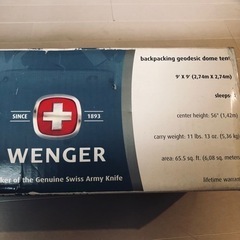 backpacking geodesic dome tent
9' X 9' (2,74m X 2,74m)
sleeps
center height: 56" (1,42m)
carry weight: 11 lbs. 13 oz. (5,36 kg)
area: 65.5 sq. ft. (6,08 sq. meters
lifetime warrant
SINCE 1893
WENGER
ker of the Genuine Swiss Army Knife